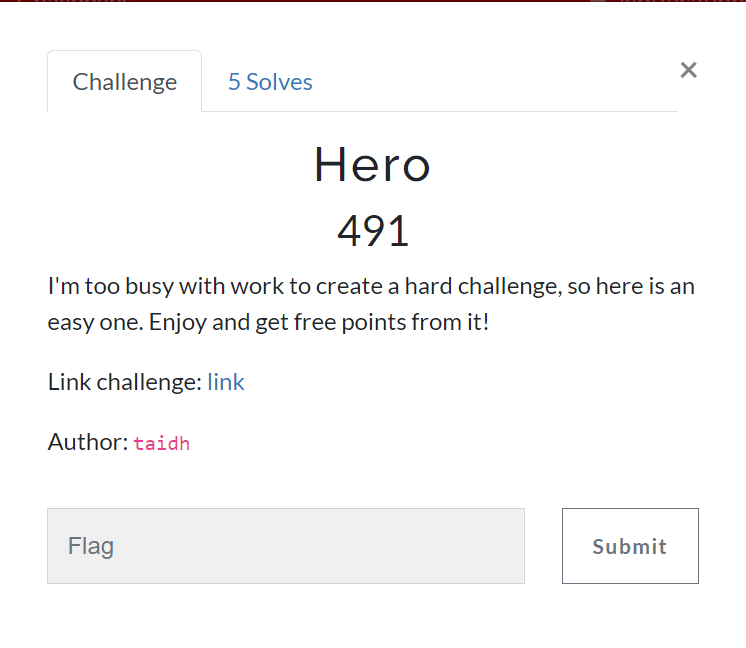 Challenge
5 Solves
×
Hero
491
I'm too busy with work to create a hard challenge, so here is an
easy one. Enjoy and get free points from it!
Link challenge: link
Author: taidh
Flag
Submit